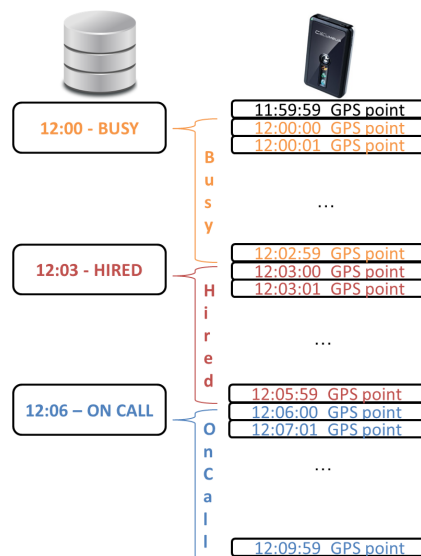 11:59:59 GPS point
12:00 - BUSY
12:00:00 GPS point
12:00:01 GPS point
Busy
...
12:02:59 GPS point
12:03 - HIRED
12:03:00 GPS point
12:03:01 GPS point
Hired
...
12:05:59 GPS point
12:06 – ON CALL
12:06:00 GPS point
12:07:01 GPS point
OnCall
...
12:09:59 GPS point